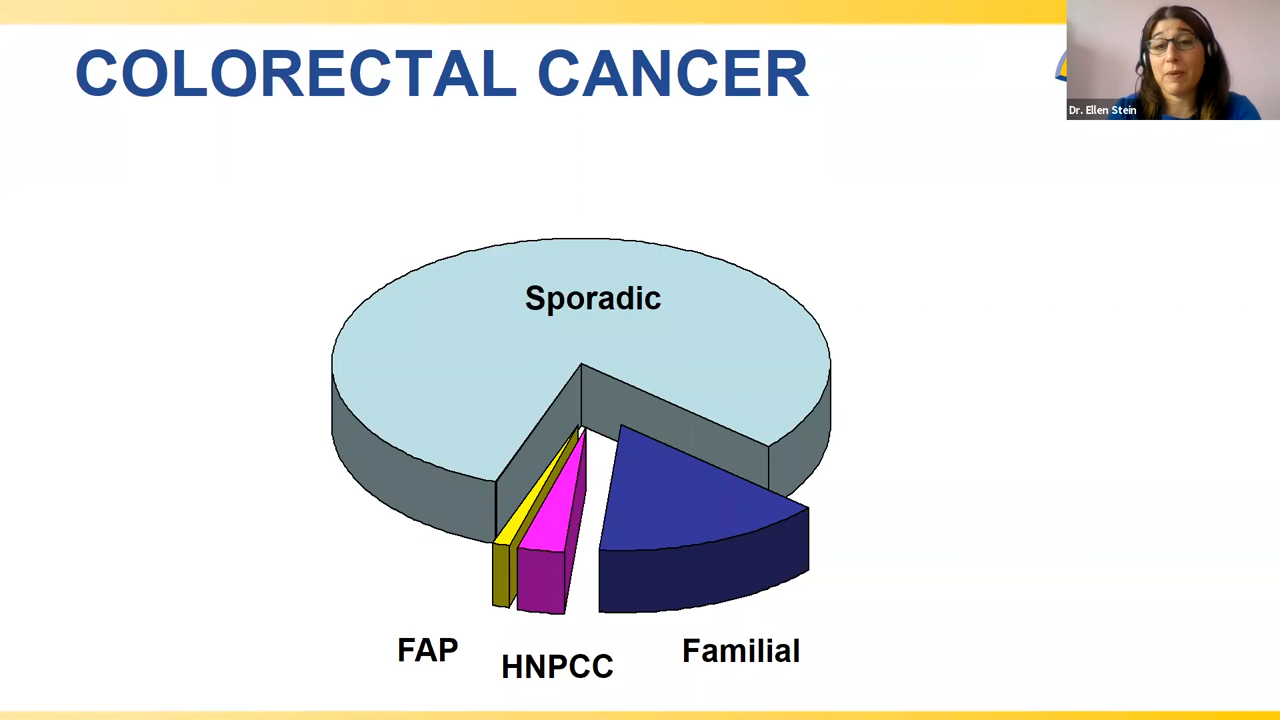 COLORECTAL CANCER
Dr. Ellen Stein
Sporadic
FAP
HNPCC
Familial